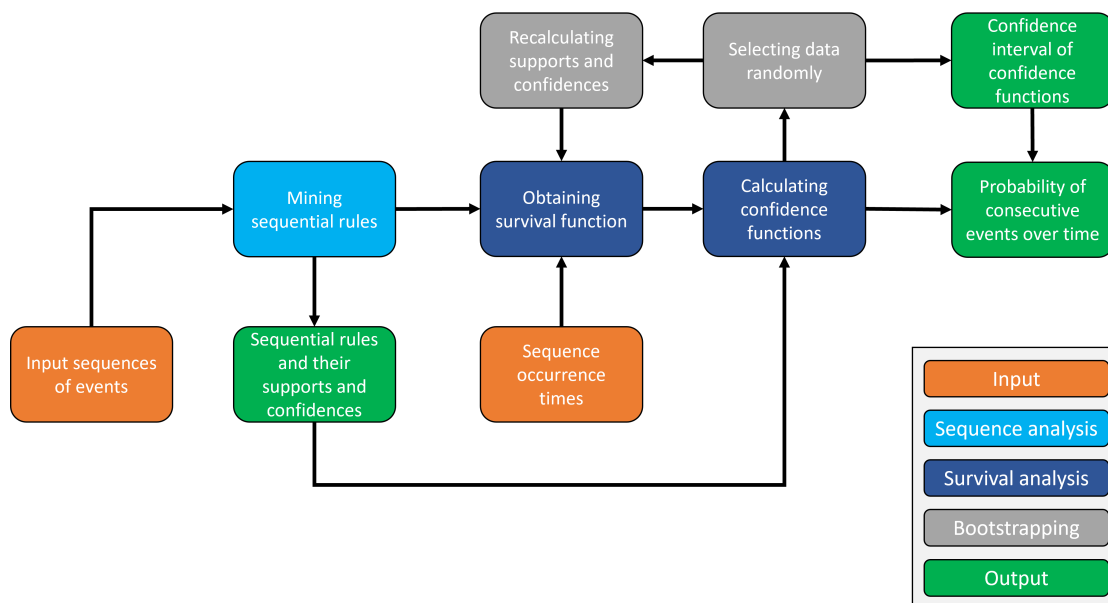 Recalculating
supports and
confidences
Selecting data
randomly
Confidence
interval of
confidence
functions
Mining
sequential rules
Obtaining
survival function
Calculating
confidence
functions
Probability of
consecutive
events over time
Input sequences
of events
Sequential rules
and their
supports and
confidences
Sequence
occurrence
times
Input
Sequence analysis
Survival analysis
Bootstrapping
Output